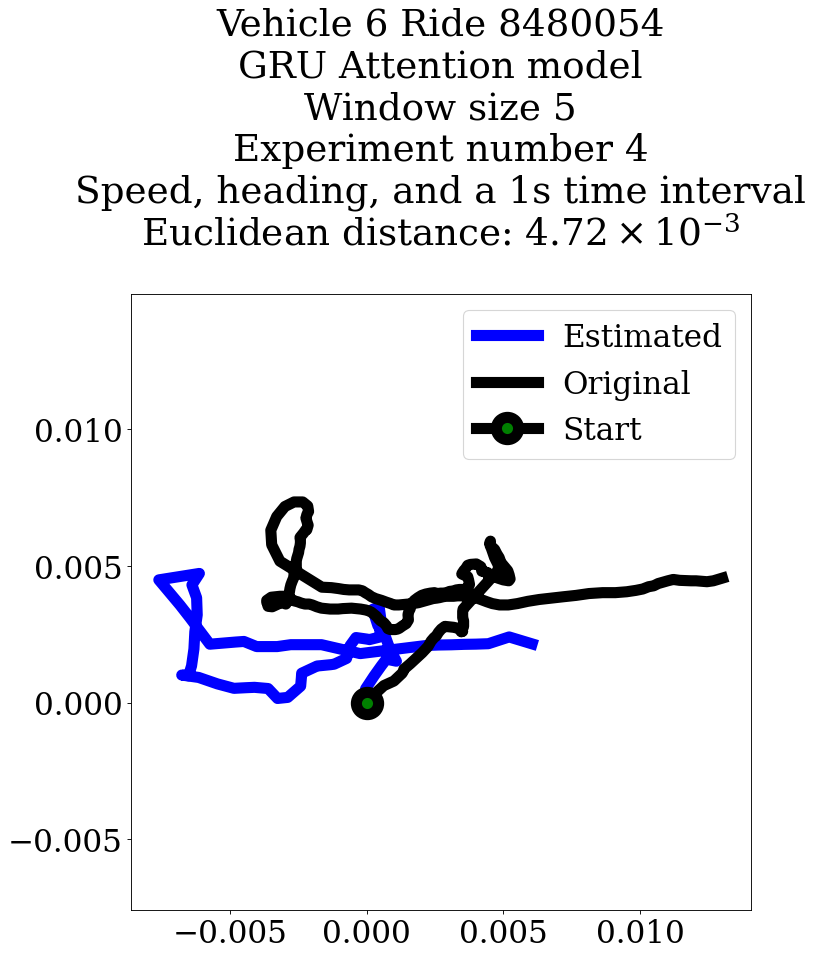 Vehicle 6 Ride 8480054
GRU Attention model
Window size 5
Experiment number 4
Speed, heading, and a 1s time interval
Euclidean distance: 4.72 × 10⁻³
Estimated
Original
Start
0.010
0.005
0.000
−0.005
−0.005 0.000 0.005 0.010